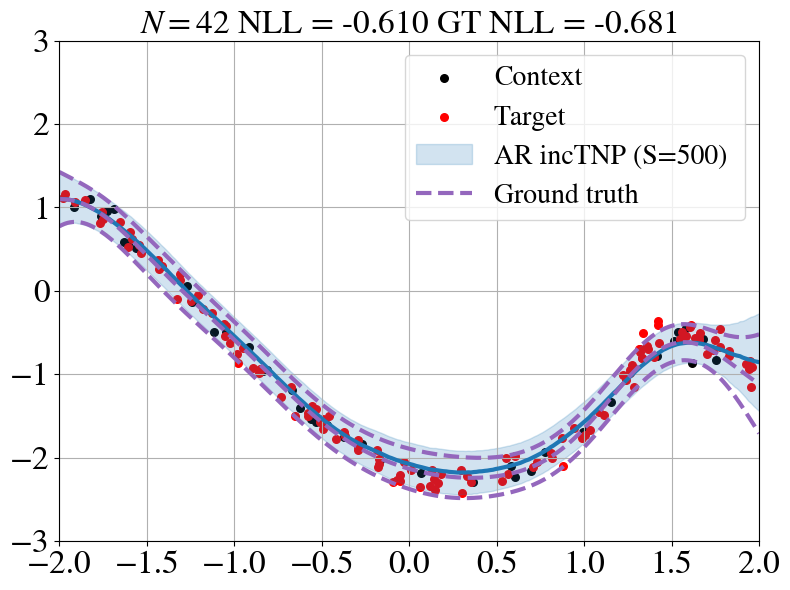 N = 42 NLL = -0.610 GT NLL = -0.681
Context
Target
AR incTNP (S=500)
Ground truth
3
2
1
0
−1
−2
−3
−2.0 −1.5 −1.0 −0.5 0.0 0.5 1.0 1.5 2.0